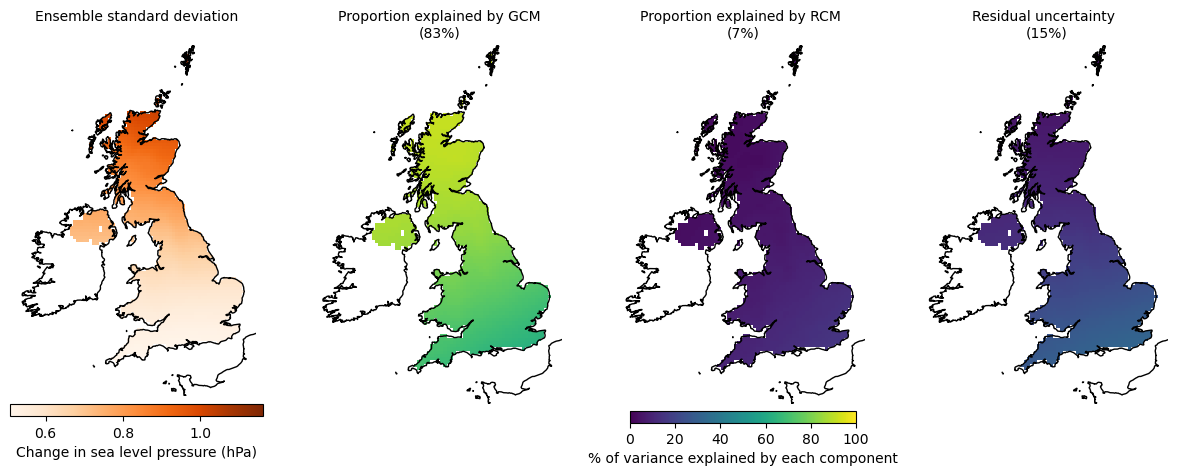 Ensemble standard deviation
Proportion explained by GCM
(83%)
Proportion explained by RCM
(7%)
Residual uncertainty
(15%)
0.6 0.8 1.0
Change in sea level pressure (hPa)
0 20 40 60 80 100
% of variance explained by each component